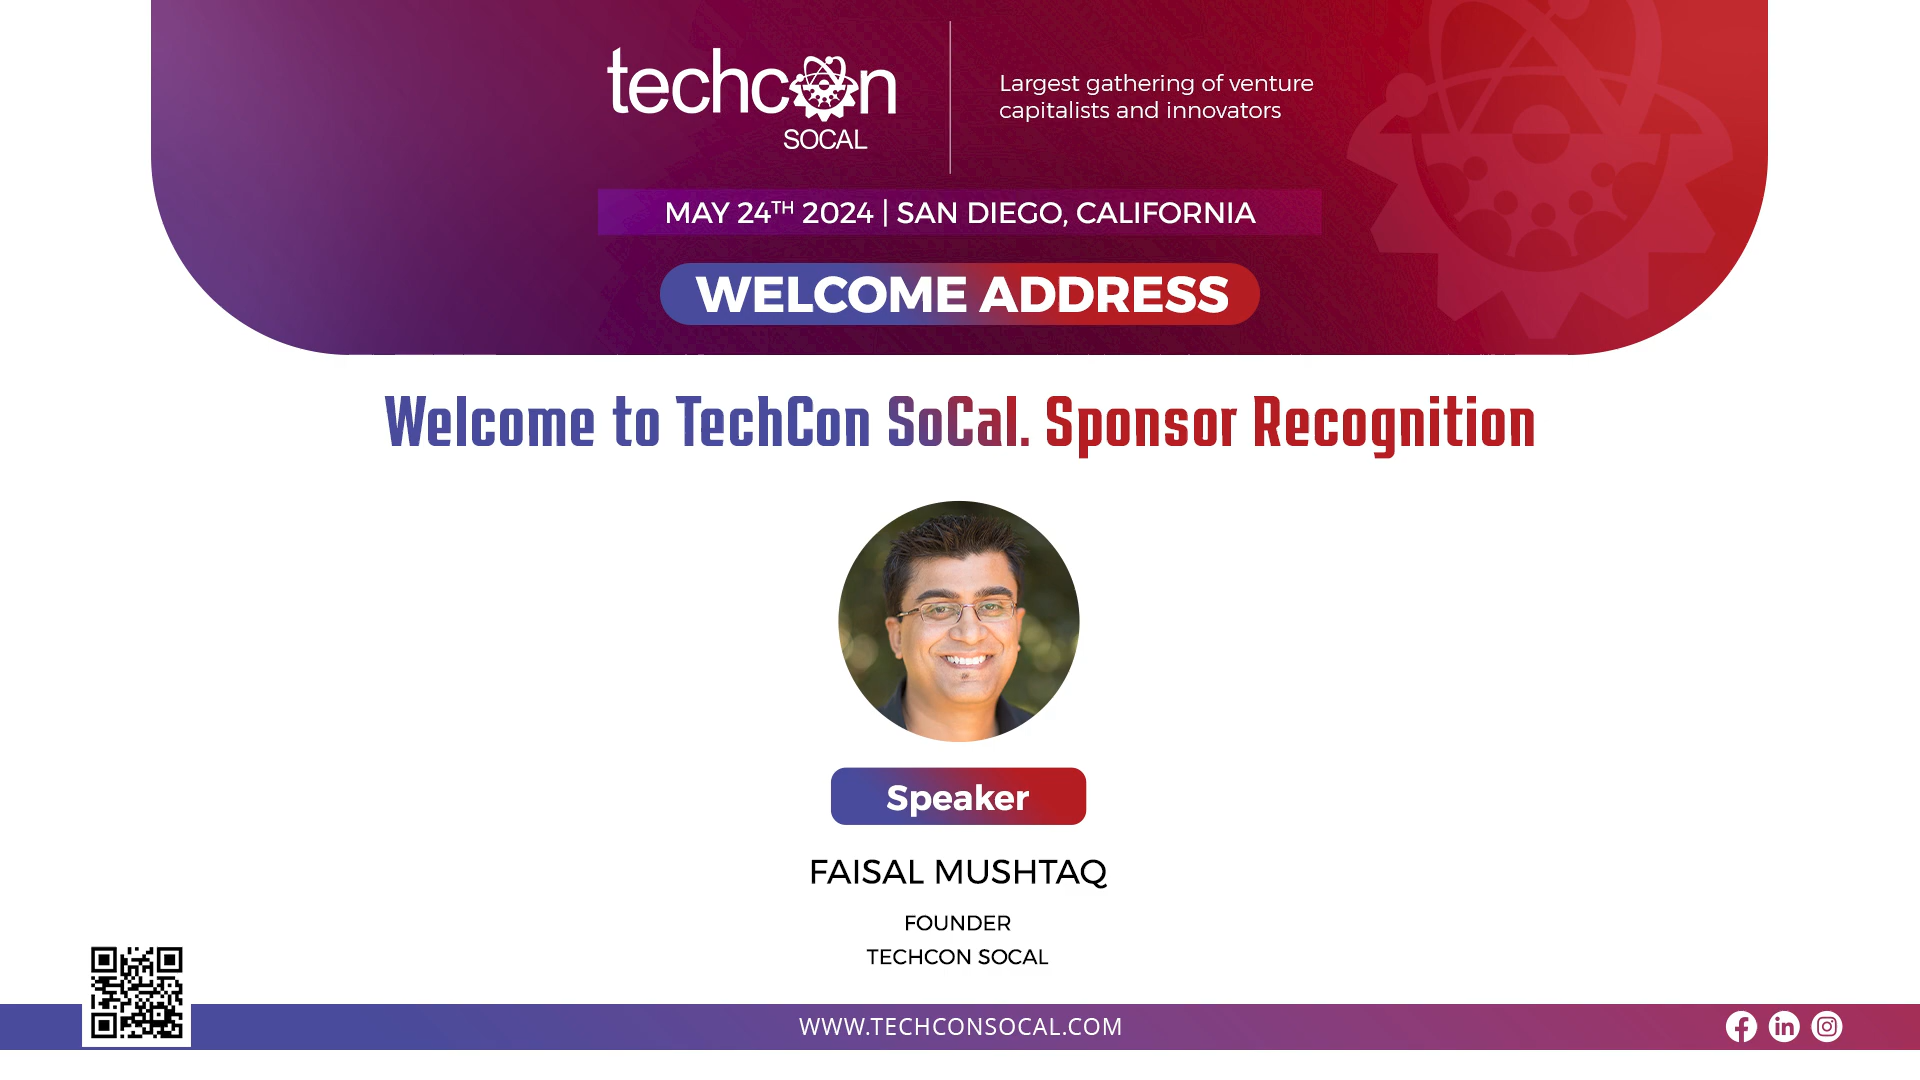 techcon
SOCAL
Largest gathering of venture
capitalists and innovators
MAY 24TH 2024 | SAN DIEGO, CALIFORNIA
WELCOME ADDRESS
Welcome to TechCon SoCal. Sponsor Recognition
Speaker
FAISAL MUSHTAQ
FOUNDER
TECHCON SOCAL
WWW.TECHCONSOCAL.COM